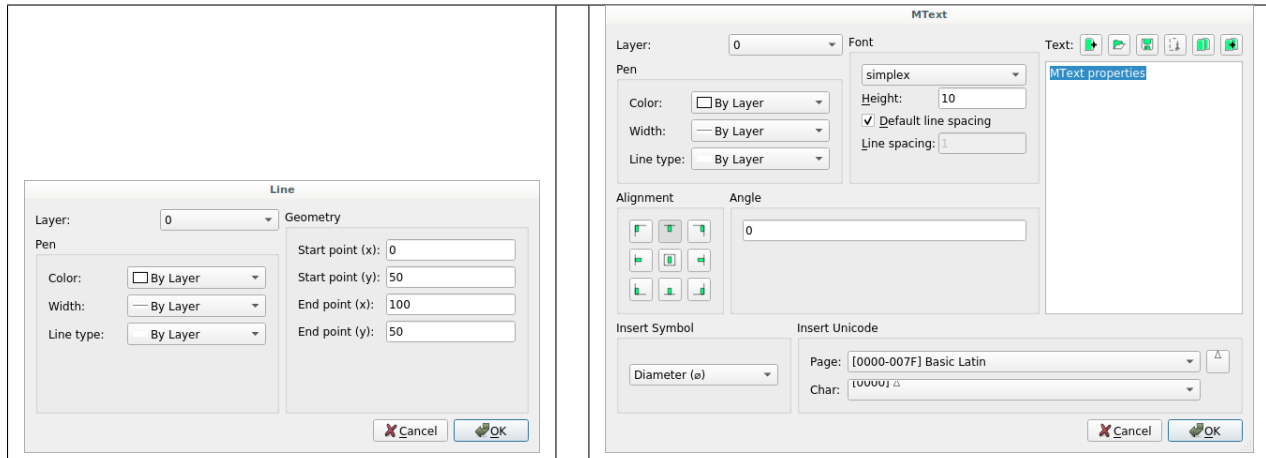 Line
Layer: 0
Pen
Color: By Layer
Width: By Layer
Line type: By Layer
Geometry
Start point (x): 0
Start point (y): 50
End point (x): 100
End point (y): 50
Cancel OK
MText
Layer: 0
Pen
Color: By Layer
Width: By Layer
Line type: By Layer
Font
simplex
Height: 10
Default line spacing
Line spacing: 1
Text:
MText properties
Alignment
Angle
0
Insert Symbol
Diameter (⌀)
Insert Unicode
Page: [0000-007F] Basic Latin
Char: [0000] △
△
Cancel OK